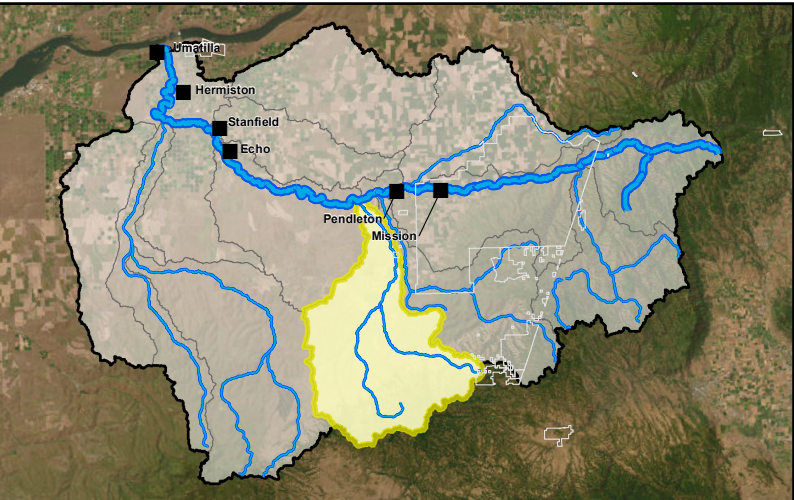 Umatilla
Hermiston
Stanfield
Echo
Pendleton
Mission